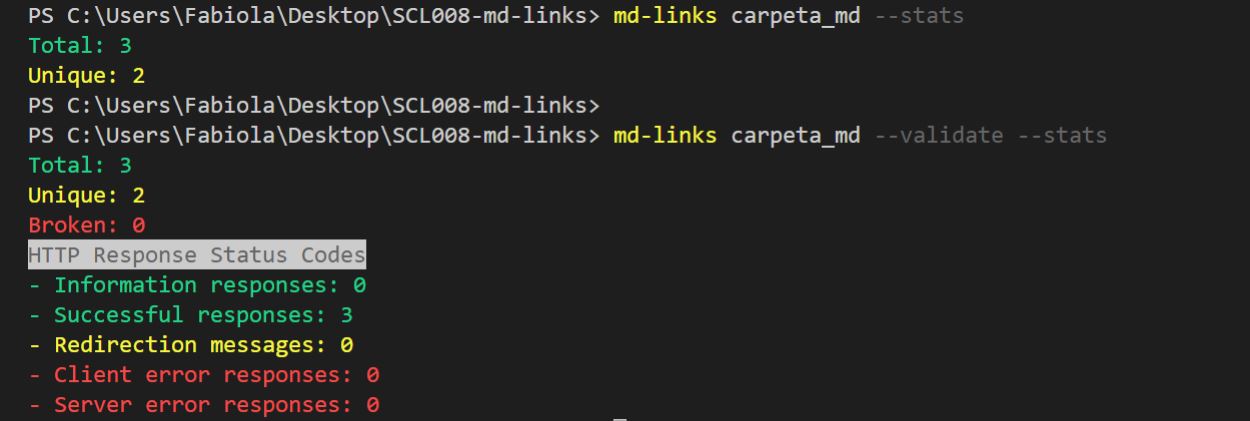 PS C:\Users\Fabiola\Desktop\SCL008-md-links> md-links carpeta_md --stats
Total: 3
Unique: 2
PS C:\Users\Fabiola\Desktop\SCL008-md-links>
PS C:\Users\Fabiola\Desktop\SCL008-md-links> md-links carpeta_md --validate --stats
Total: 3
Unique: 2
Broken: 0
HTTP Response Status Codes
- Information responses: 0
- Successful responses: 3
- Redirection messages: 0
- Client error responses: 0
- Server error responses: 0